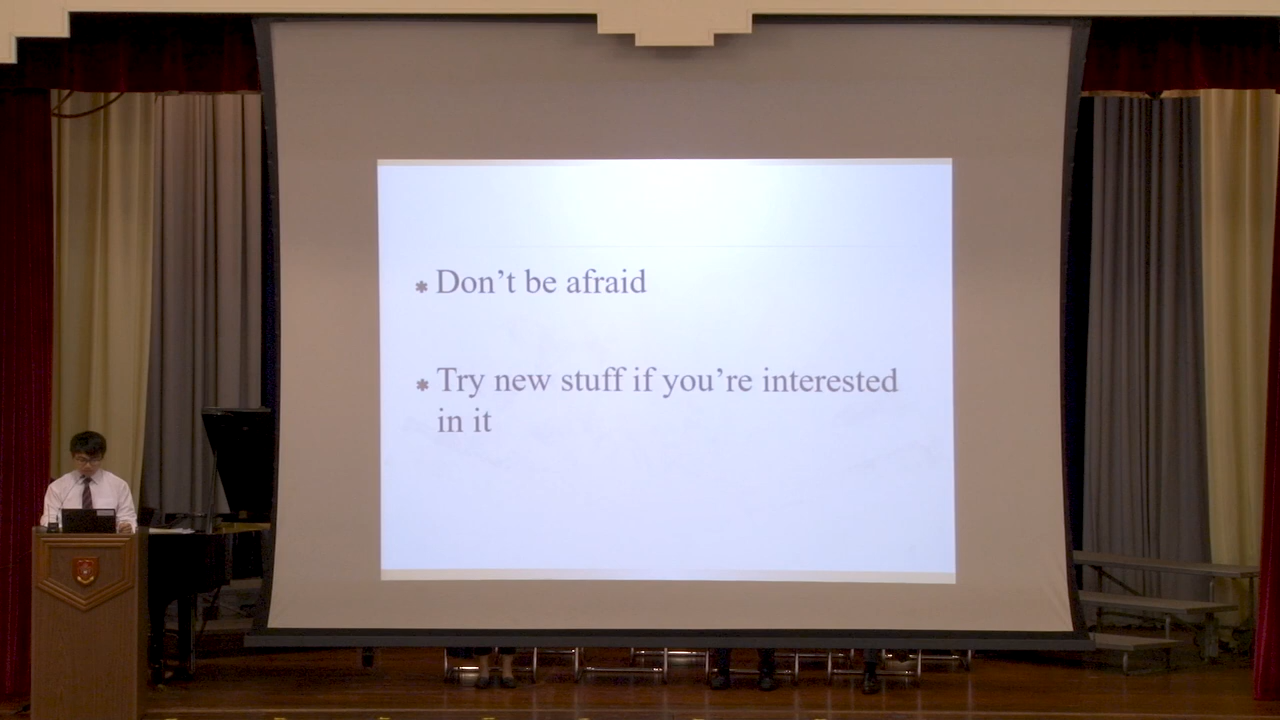 * Don't be afraid
* Try new stuff if you're interested
in it